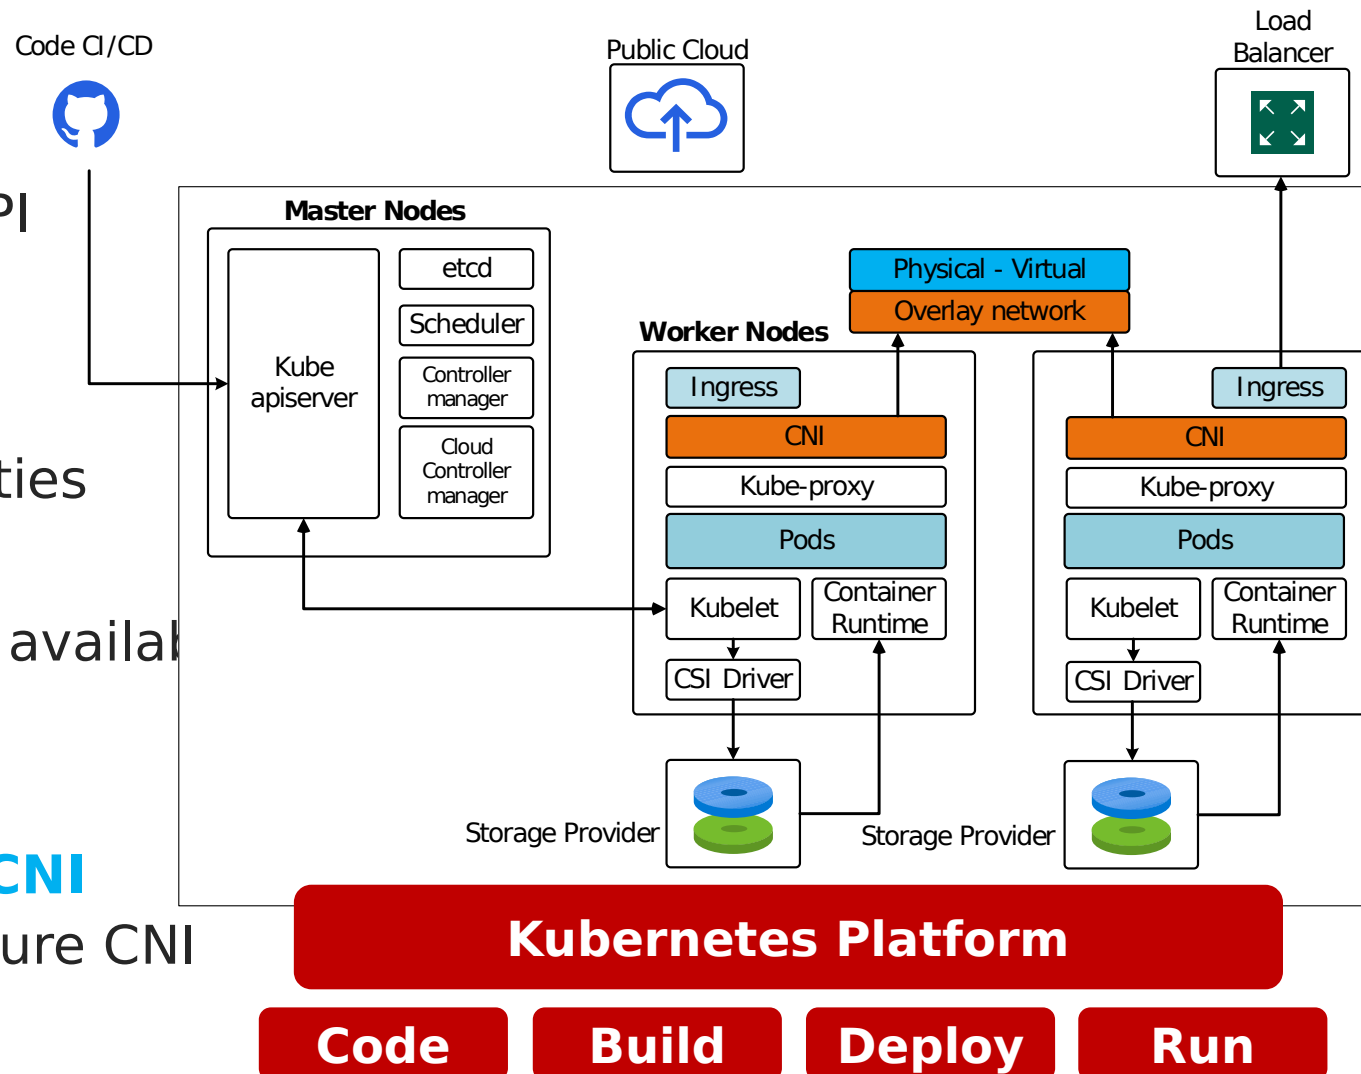 Code CI/CD
Public Cloud
Load
Balancer
PI
Master Nodes
etcd
Scheduler
Kube
apiserver
Controller
manager
Cloud
Controller
manager
Physical - Virtual
Overlay network
Worker Nodes
Ingress
CNI
Kube-proxy
Pods
Kubelet
Container
Runtime
CSI Driver
Ingress
CNI
Kube-proxy
Pods
Kubelet
Container
Runtime
CSI Driver
ties
availab
Storage Provider
Storage Provider
CNI
ure CNI
Kubernetes Platform
Code
Build
Deploy
Run